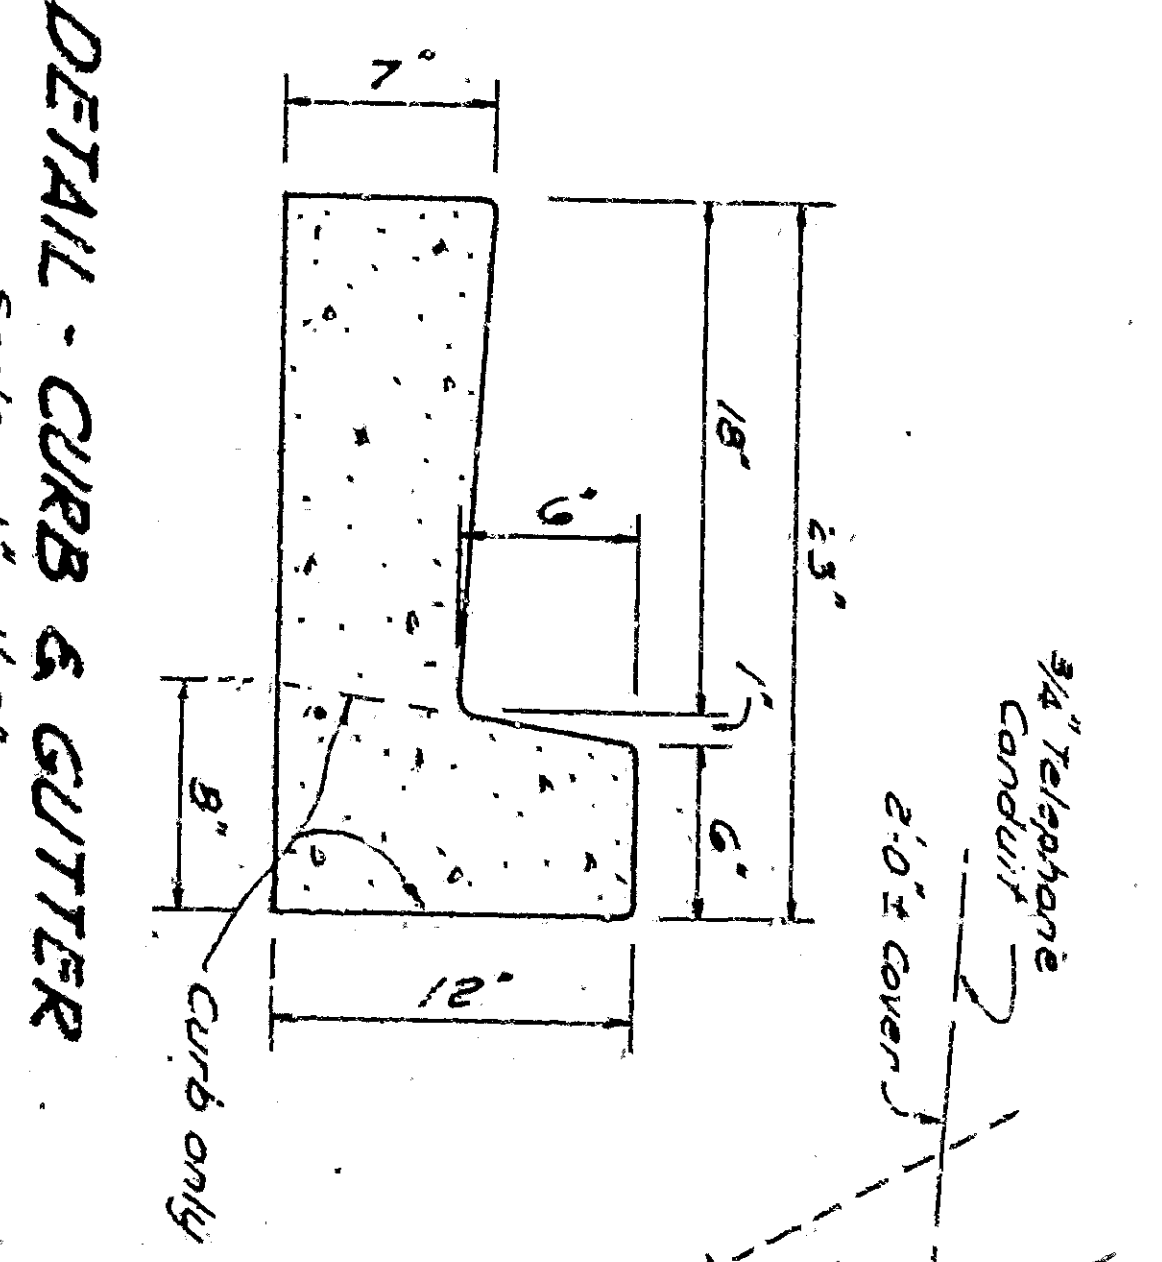 7"
18"
23"
6"
1"
6"
8"
12"
Curb only
3/4" Telephone
Conduit
2'-0" ± Cover
DETAIL - CURB & GUTTER